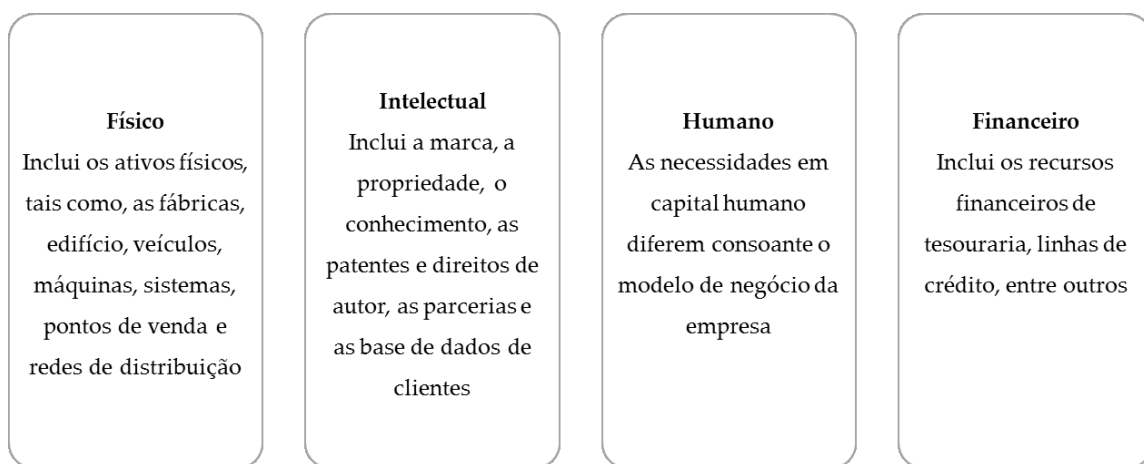 Físico
Inclui os ativos físicos,
tais como, as fábricas,
edifício, veículos,
máquinas, sistemas,
pontos de venda e
redes de distribuição
Intelectual
Inclui a marca, a
propriedade, o
conhecimento, as
patentes e direitos de
autor, as parcerias e
as base de dados de
clientes
Humano
As necessidades em
capital humano
diferem consoante o
modelo de negócio da
empresa
Financeiro
Inclui os recursos
financeiros de
tesouraria, linhas de
crédito, entre outros